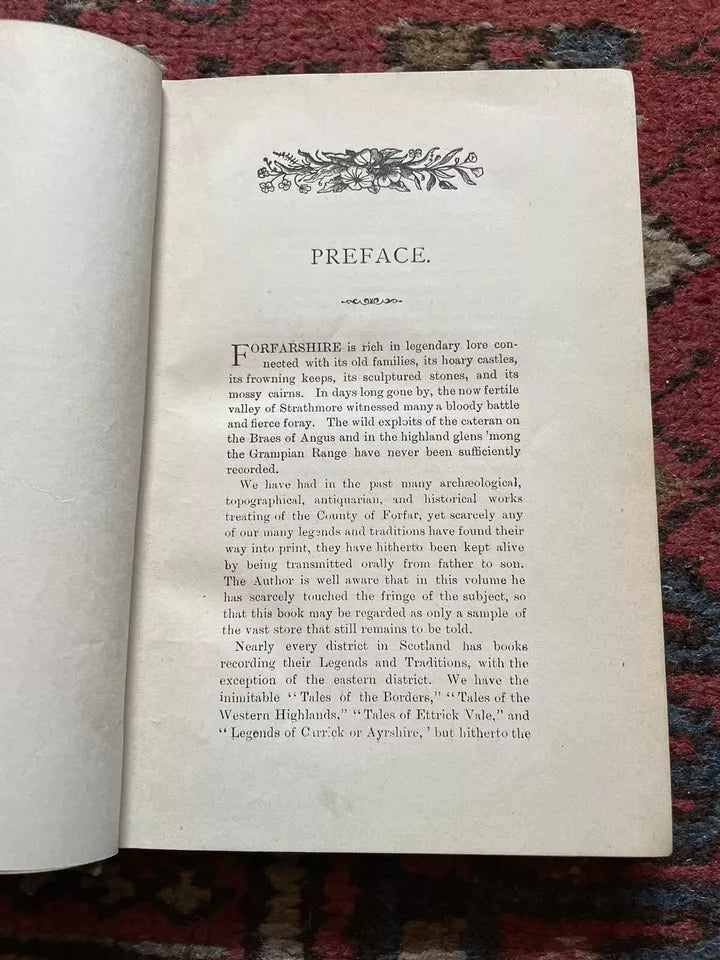 PREFACE.
FORFARSHIRE is rich in legendary lore con-
nected with its old families, its hoary castles,
its frowning keeps, its sculptured stones, and its
mossy cairns. In days long gone by, the now fertile
valley of Strathmore witnessed many a bloody battle
and fierce foray. The wild exploits of the cateran on
the Braes of Angus and in the highland glens 'mong
the Grampian Range have never been sufficiently
recorded.
We have had in the past many archæological,
topographical, antiquarian, and historical works
treating of the County of Forfar, yet scarcely any
of our many legends and traditions have found their
way into print, they have hitherto been kept alive
by being transmitted orally from father to son.
The Author is well aware that in this volume he
has scarcely touched the fringe of the subject, so
that this book may be regarded as only a sample of
the vast store that still remains to be told.
Nearly every district in Scotland has books
recording their Legends and Traditions, with the
exception of the eastern district. We have the
inimitable "Tales of the Borders," "Tales of the
Western Highlands," "Tales of Ettrick Vale," and
"Legends of Carrick or Ayrshire,' but hitherto the